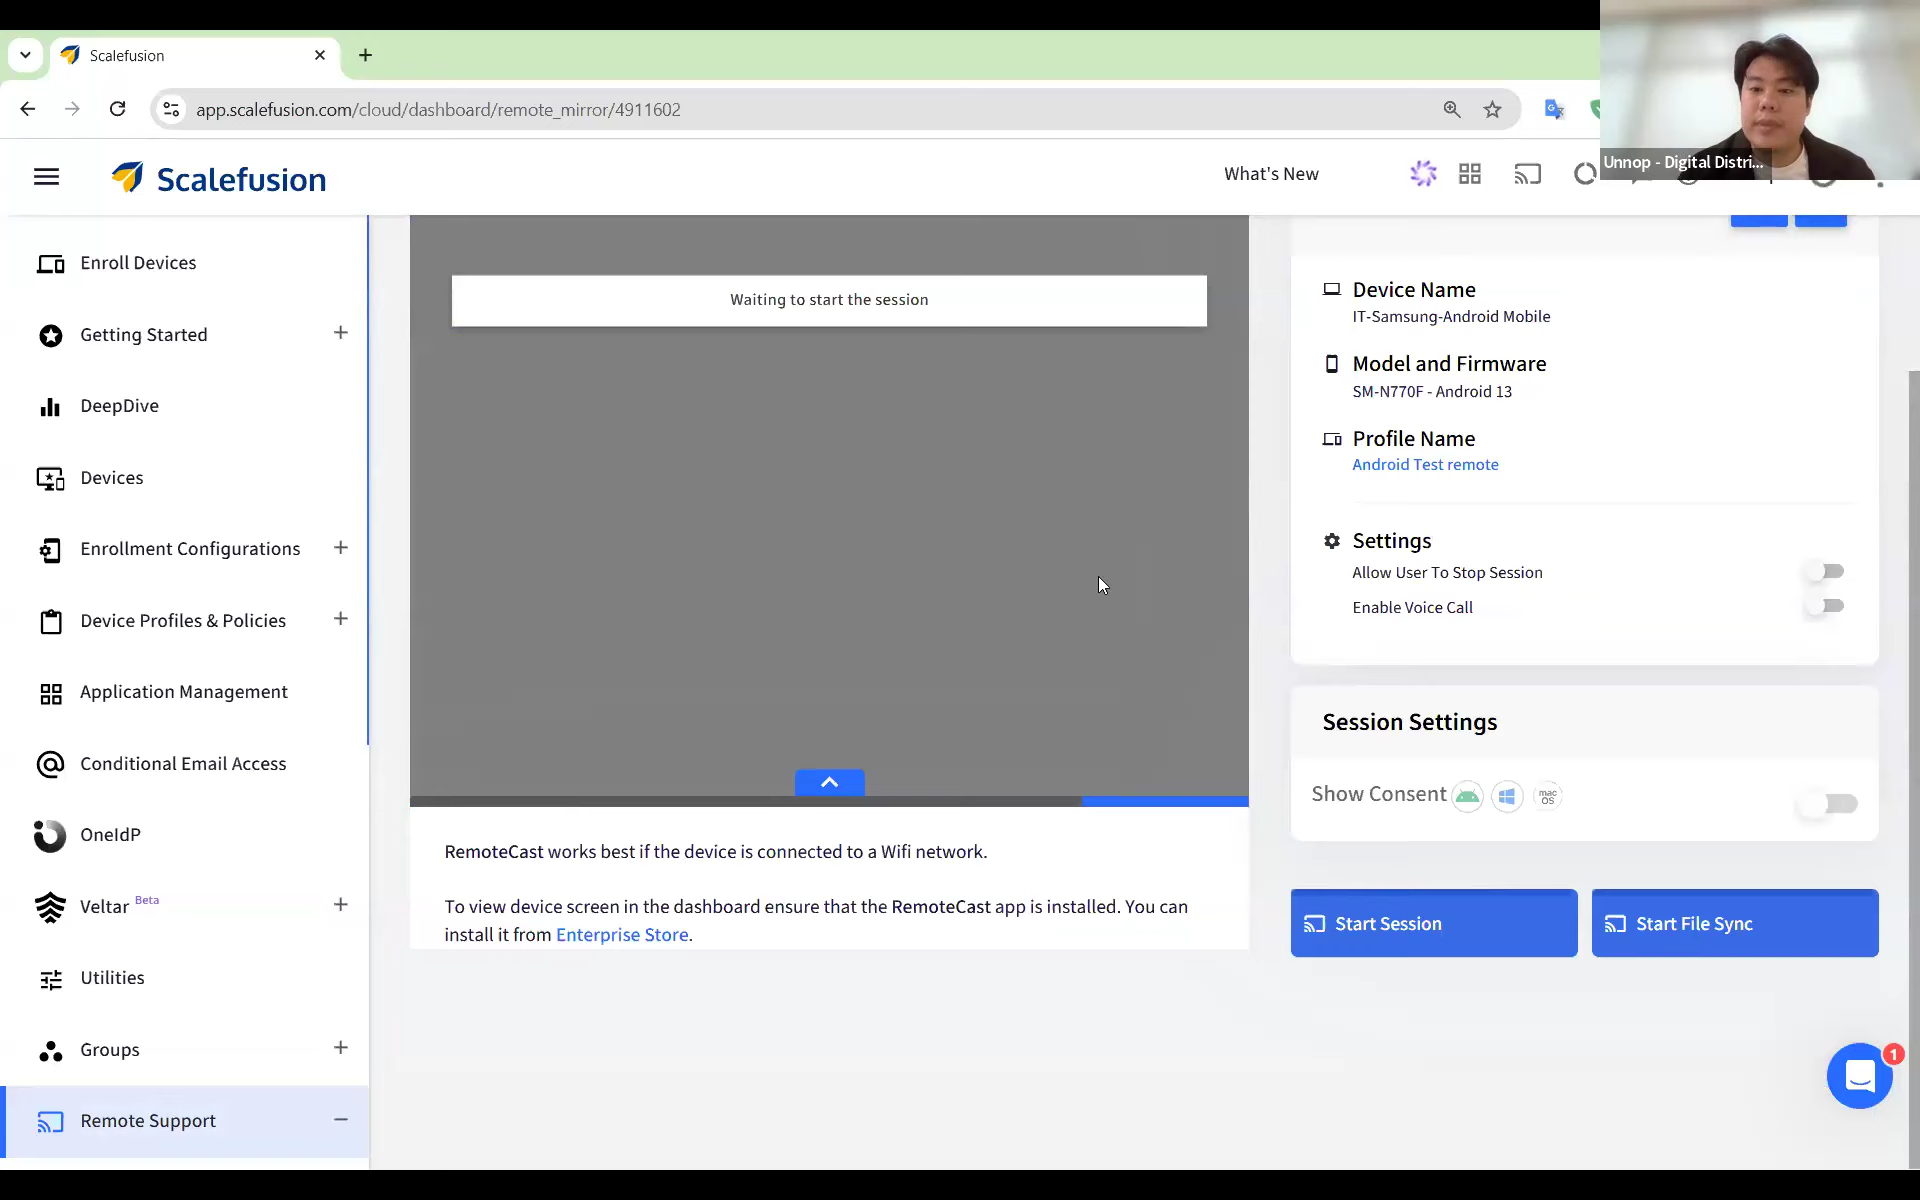 Scalefusion
app.scalefusion.com/cloud/dashboard/remote_mirror/4911602
Unnop - Digital Distri...
Scalefusion
What's New
Enroll Devices
Getting Started
DeepDive
Devices
Enrollment Configurations
Device Profiles & Policies
Application Management
Conditional Email Access
OneIdP
Veltar Beta
Utilities
Groups
Remote Support
Waiting to start the session
RemoteCast works best if the device is connected to a Wifi network.
To view device screen in the dashboard ensure that the RemoteCast app is installed. You can
install it from Enterprise Store.
Device Name
IT-Samsung-Android Mobile
Model and Firmware
SM-N770F - Android 13
Profile Name
Android Test remote
Settings
Allow User To Stop Session
Enable Voice Call
Session Settings
Show Consent
mac
OS
Start Session
Start File Sync
1